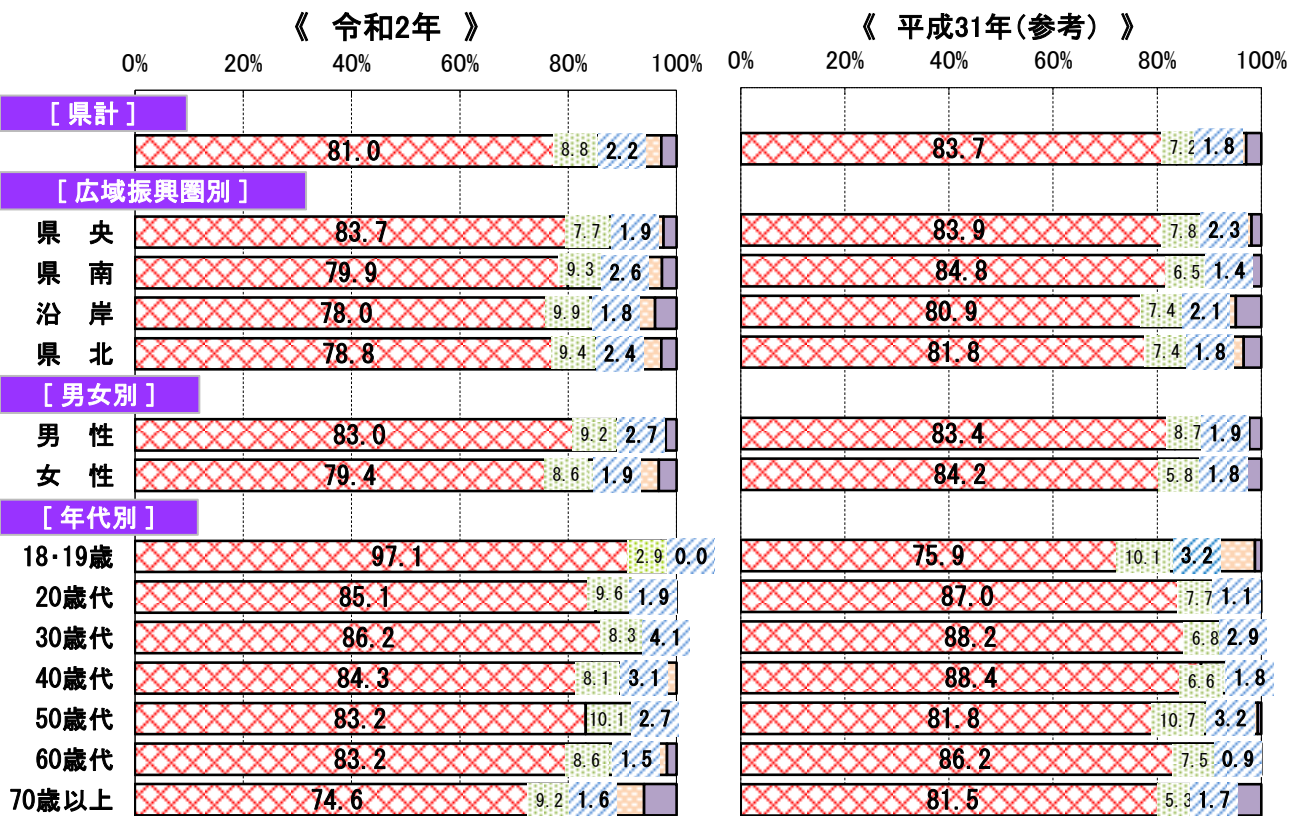 《 令和2年 》 《 平成31年(参考) 》
0% 20% 40% 60% 80% 100% 0% 20% 40% 60% 80% 100%
[ 県計 ]
81.0 8.8 2.2 83.7 7.2 1.8
[ 広域振興圏別 ]
県 央 83.7 7.7 1.9 83.9 7.8 2.3
県 南 79.9 9.3 2.6 84.8 6.5 1.4
沿 岸 78.0 9.9 1.8 80.9 7.4 2.1
県 北 78.8 9.4 2.4 81.8 7.4 1.8
[ 男女別 ]
男 性 83.0 9.2 2.7 83.4 8.7 1.9
女 性 79.4 8.6 1.9 84.2 5.8 1.8
[ 年代別 ]
18・19歳 97.1 2.9 0.0 75.9 10.1 3.2
20歳代 85.1 9.6 1.9 87.0 7.7 1.1
30歳代 86.2 8.3 4.1 88.2 6.8 2.9
40歳代 84.3 8.1 3.1 88.4 6.6 1.8
50歳代 83.2 10.1 2.7 81.8 10.7 3.2
60歳代 83.2 8.6 1.5 86.2 7.5 0.9
70歳以上 74.6 9.2 1.6 81.5 5.3 1.7